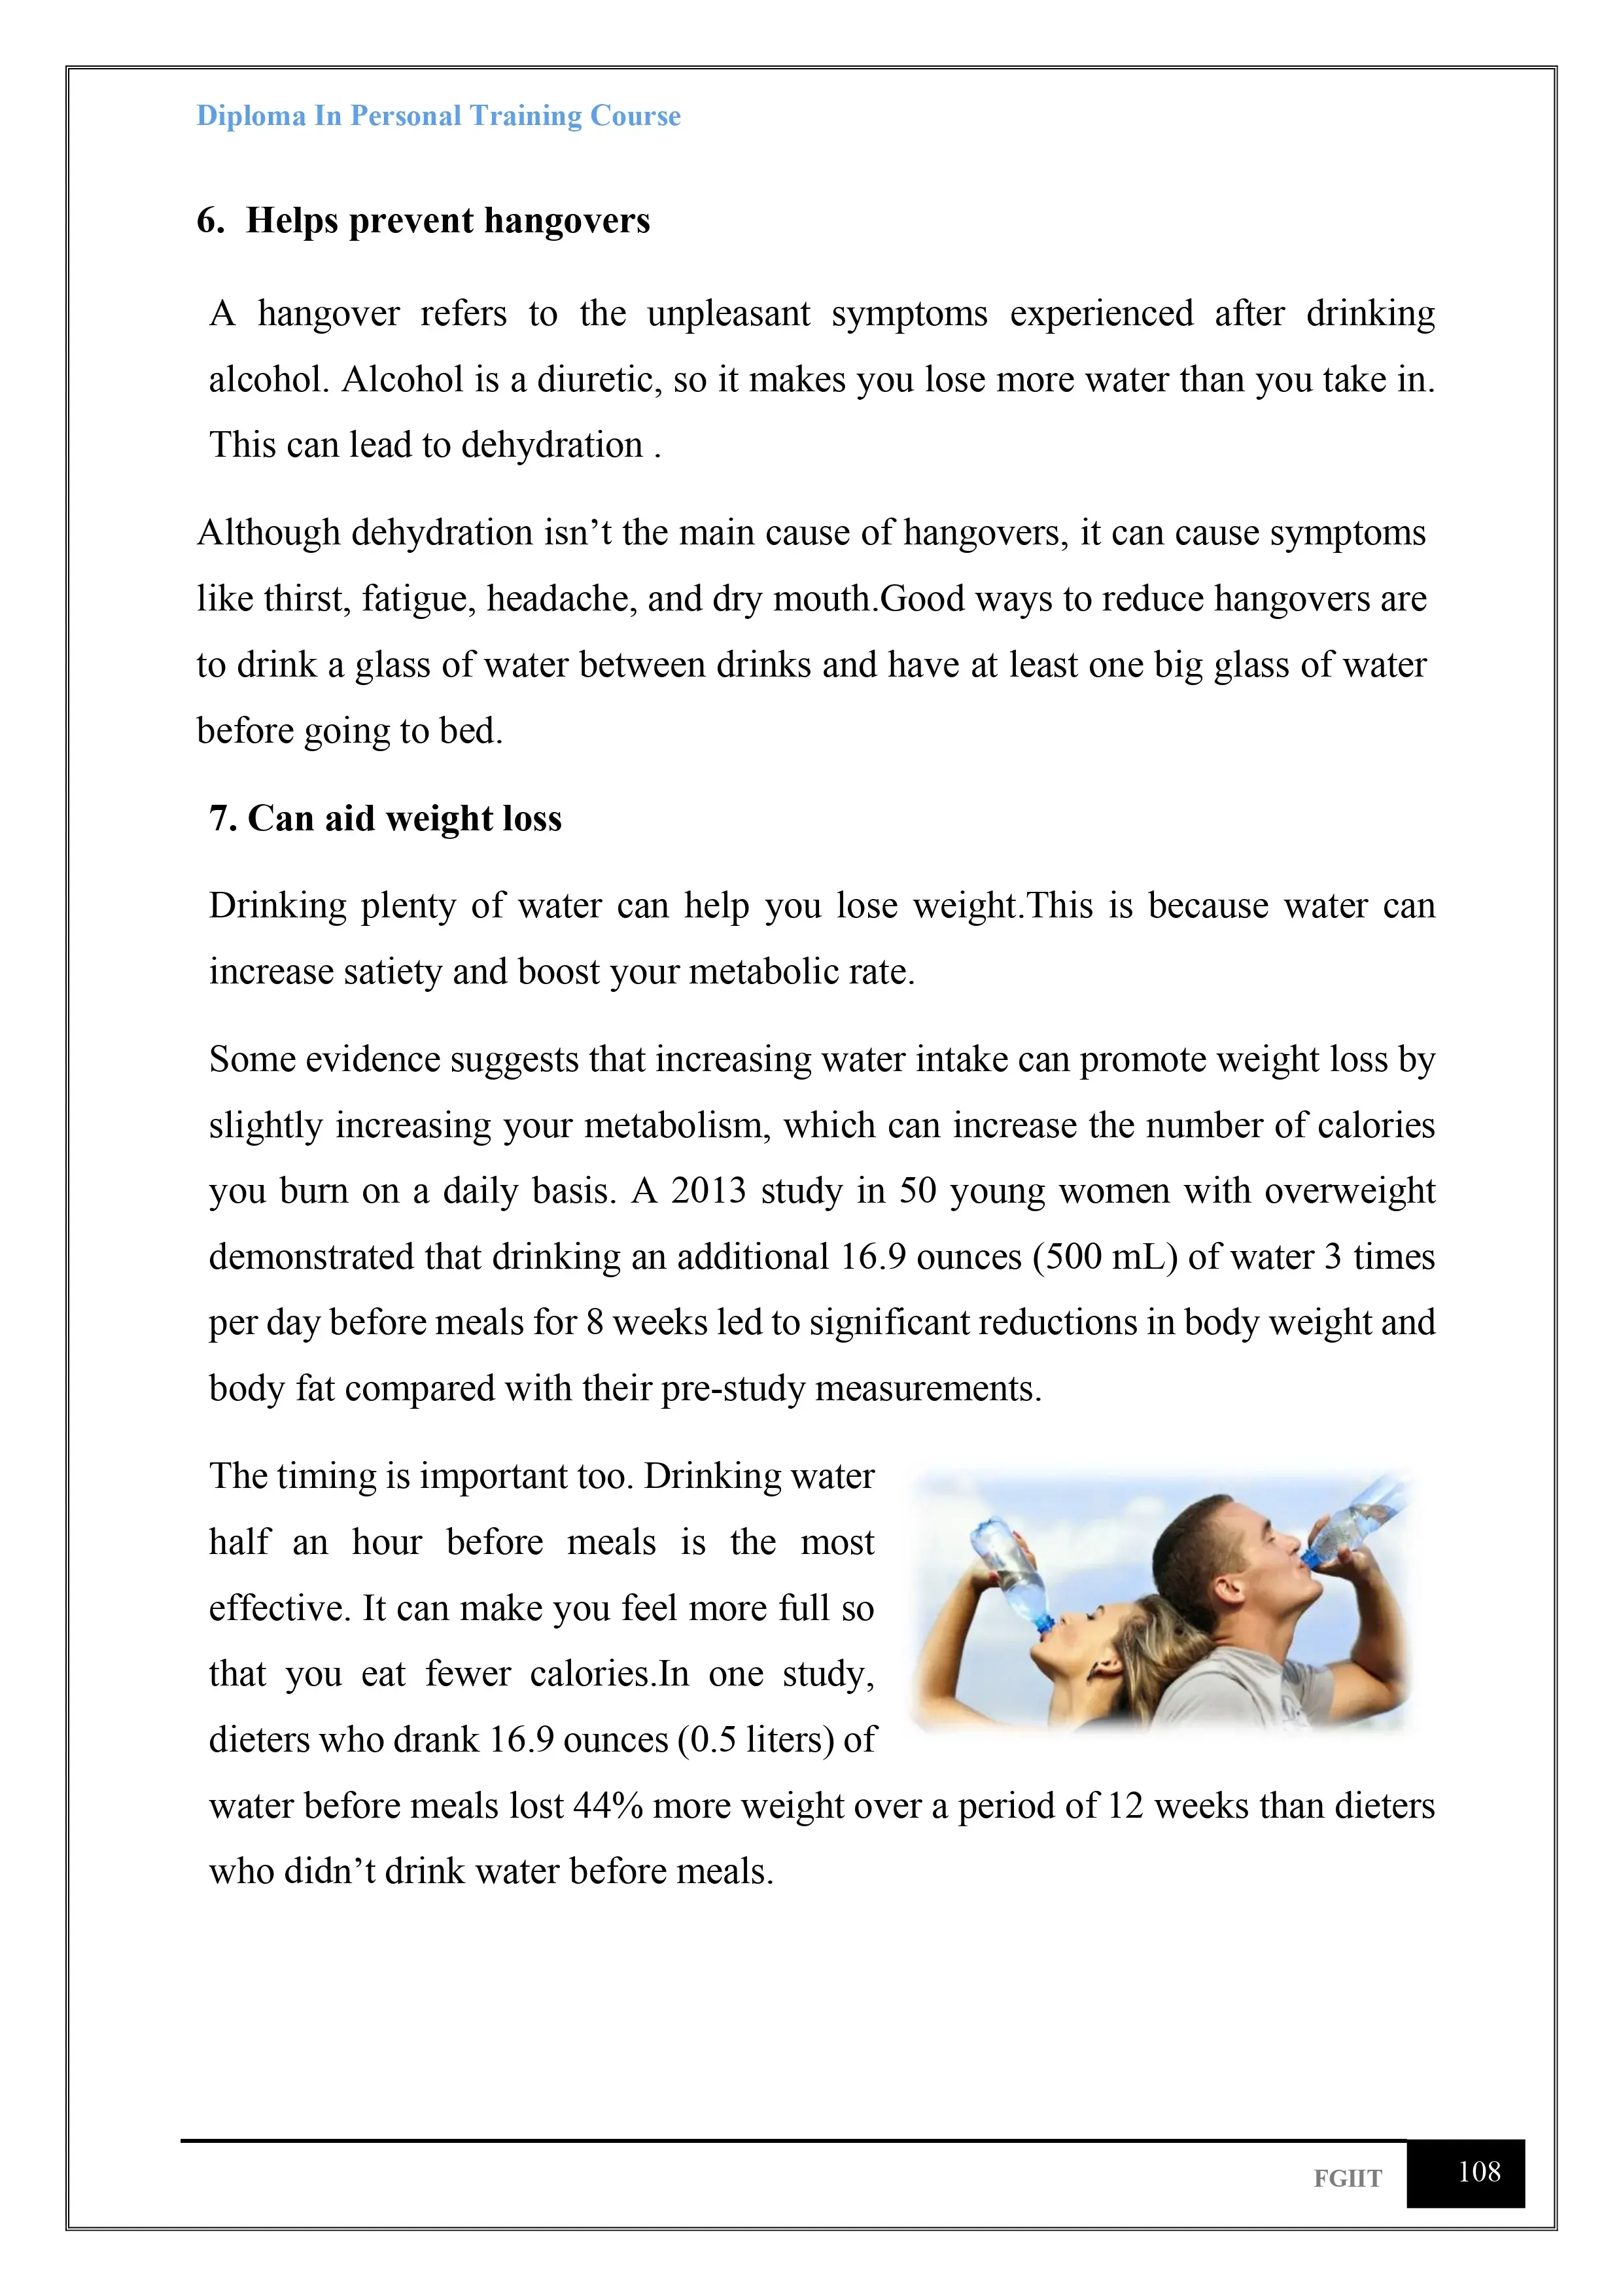 Diploma In Personal Training Course
6. Helps prevent hangovers
A hangover refers to the unpleasant symptoms experienced after drinking
alcohol. Alcohol is a diuretic, so it makes you lose more water than you take in.
This can lead to dehydration .
Although dehydration isn’t the main cause of hangovers, it can cause symptoms
like thirst, fatigue, headache, and dry mouth.Good ways to reduce hangovers are
to drink a glass of water between drinks and have at least one big glass of water
before going to bed.
7. Can aid weight loss
Drinking plenty of water can help you lose weight.This is because water can
increase satiety and boost your metabolic rate.
Some evidence suggests that increasing water intake can promote weight loss by
slightly increasing your metabolism, which can increase the number of calories
you burn on a daily basis. A 2013 study in 50 young women with overweight
demonstrated that drinking an additional 16.9 ounces (500 mL) of water 3 times
per day before meals for 8 weeks led to significant reductions in body weight and
body fat compared with their pre-study measurements.
The timing is important too. Drinking water
half an hour before meals is the most
effective. It can make you feel more full so
that you eat fewer calories.In one study,
dieters who drank 16.9 ounces (0.5 liters) of
water before meals lost 44% more weight over a period of 12 weeks than dieters
who didn’t drink water before meals.
FGIIT
108